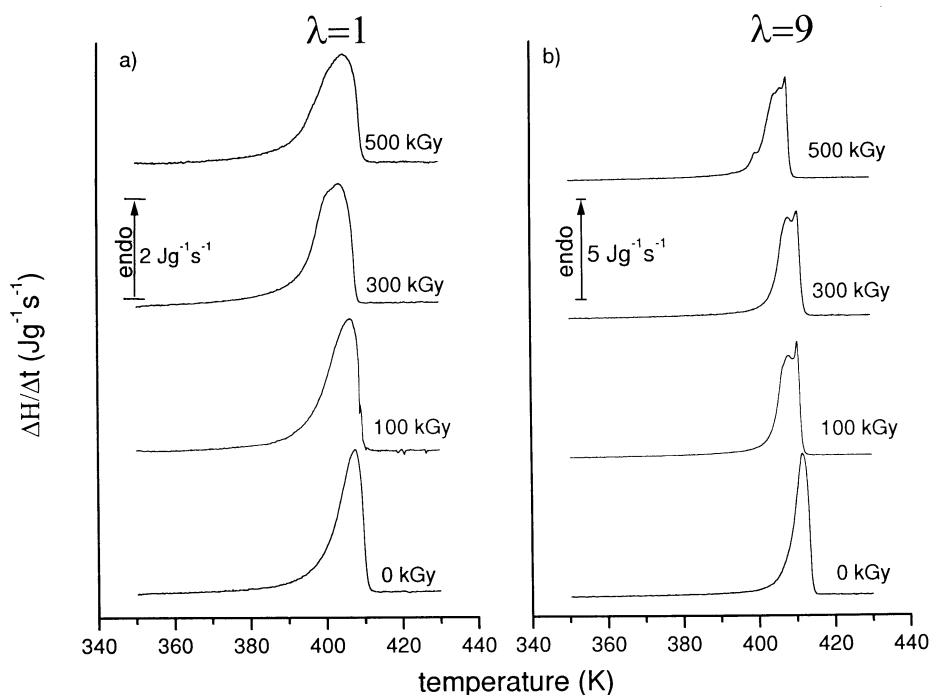 λ=1
λ=9
a)
500 kGy
endo
2 Jg⁻¹s⁻¹
300 kGy
100 kGy
0 kGy
b)
500 kGy
endo
5 Jg⁻¹s⁻¹
300 kGy
100 kGy
0 kGy
ΔH/Δt (Jg⁻¹s⁻¹)
340 360 380 400 420 440
340 360 380 400 420 440
temperature (K)